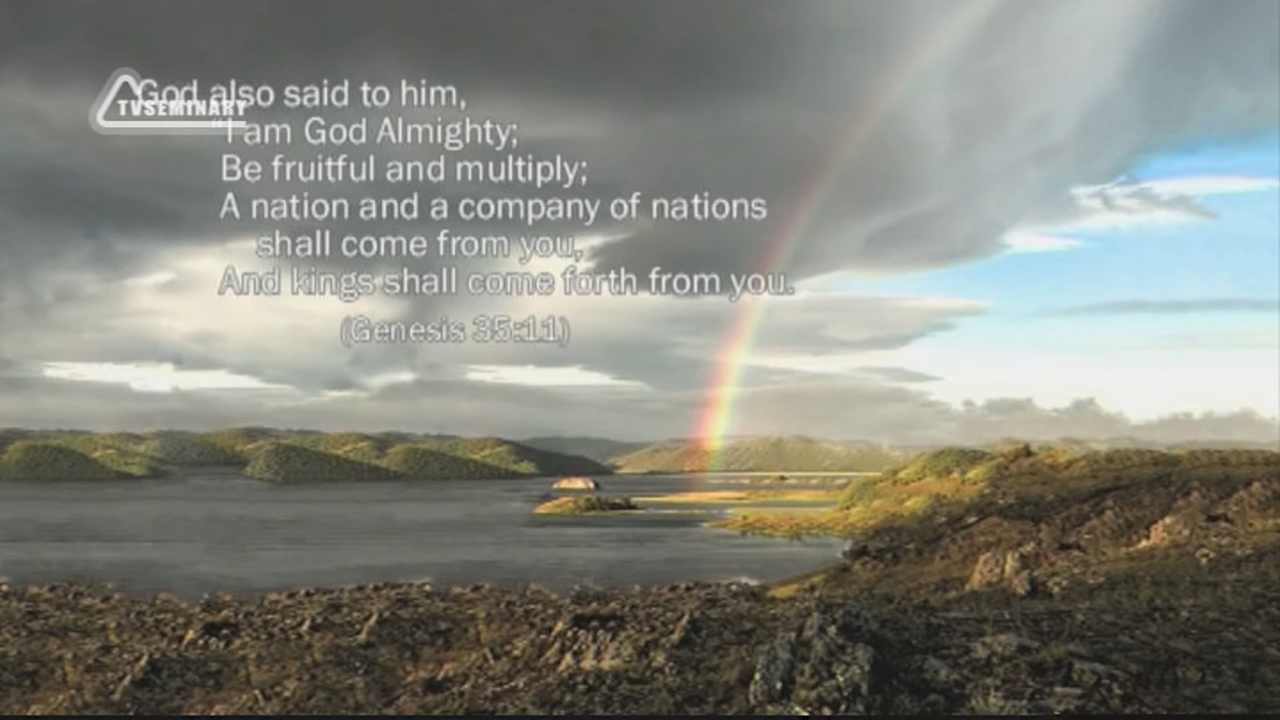 God also said to him,
TVSEMINARY
"I am God Almighty;
Be fruitful and multiply;
A nation and a company of nations
shall come from you,
And kings shall come forth from you.
(Genesis 35:11)